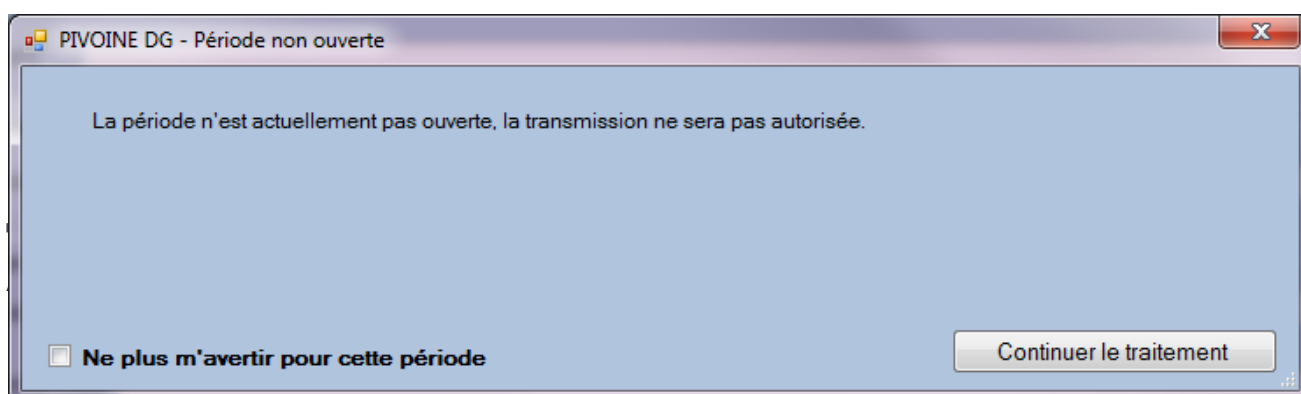 PIVOINE DG - Période non ouverte
La période n'est actuellement pas ouverte, la transmission ne sera pas autorisée.
Ne plus m'avertir pour cette période
Continuer le traitement